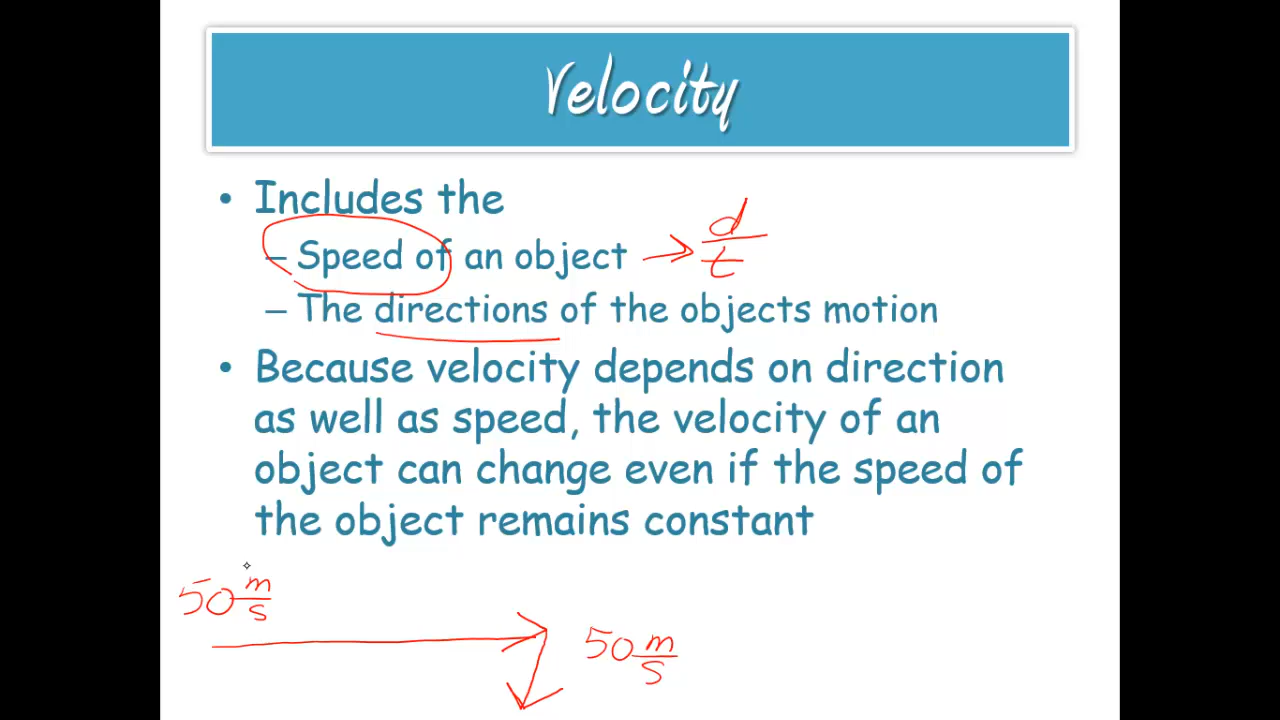 Velocity
• Includes the
– Speed of an object → d/t
– The directions of the objects motion
• Because velocity depends on direction
as well as speed, the velocity of an
object can change even if the speed of
the object remains constant
50 m/s
50 m/s